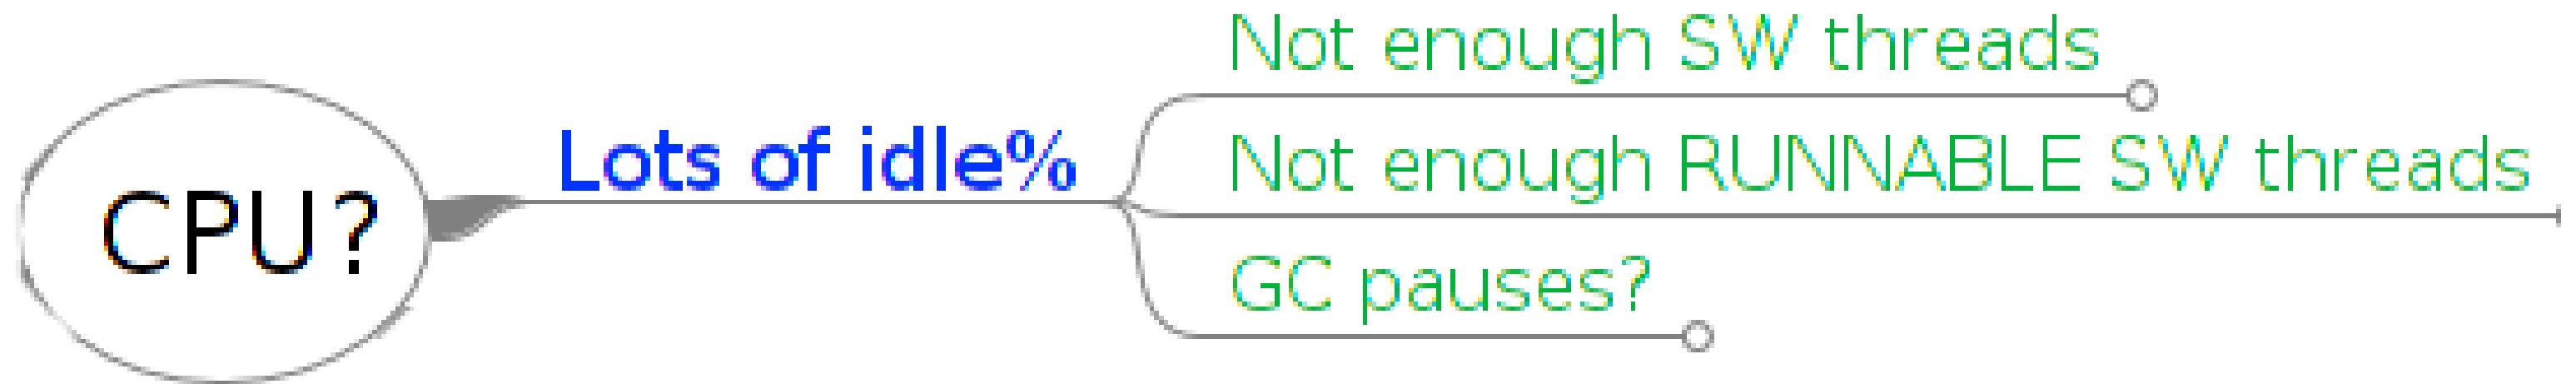 CPU?
Lots of idle%
Not enough SW threads
Not enough RUNNABLE SW threads
GC pauses?